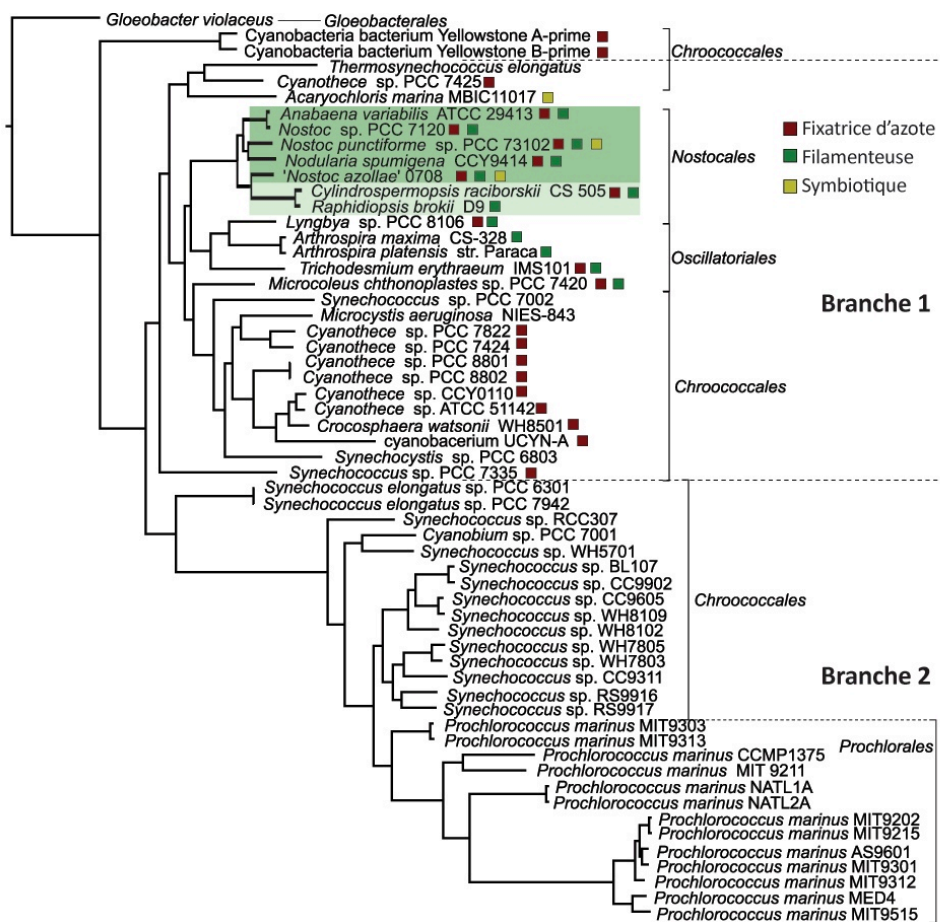 Gloeobacter violaceus Gloeobacterales
Cyanobacteria bacterium Yellowstone A-prime
Cyanobacteria bacterium Yellowstone B-prime
Chroococcales
Thermosynechococus elongatus
Cyanothece sp. PCC 7425
Acaryochloris marina MBIC11017
Anabaena variabilis ATCC 29413
Nostoc sp. PCC 7120
Nostoc punctiforme sp. PCC 73102
Nodularia spumigena CCY9414
'Nostoc azollae' 0708
Cylindrospermopsis raciborskii CS 505
Raphidiopsis brokii D9
Nostocales
Fixatrice d'azote
Filamenteuse
Symbiotique
Lyngbya sp. PCC 8106
Arthrospira maxima CS-328
Arthrospira platensis str. Paraca
Trichodesmium erythraeum IMS101
Oscillatoriales
Microcoleus chthonoplastes sp. PCC 7420
Synechococcus sp. PCC 7002
Branche 1
Microcystis aeruginosa NIES-843
Cyanothece sp. PCC 7822
Cyanothece sp. PCC 7424
Cyanothece sp. PCC 8801
Cyanothece sp. PCC 8802
Cyanothece sp. CCY0110
Cyanothece sp. ATCC 51142
Crocosphaera watsonii WH8501
cyanobacerium UCYN-A
Synechocystis sp. PCC 6803
Synechococcus sp. PCC 7335
Chroococcales
Synechococcus elongatus sp. PCC 6301
Synechococcus elongatus sp. PCC 7942
Synechococcus sp. RCC307
Cyanobium sp. PCC 7001
Synechococcus sp. WH5701
Synechococcus sp. BL107
Synechococcus sp. CC9902
Synechococcus sp. CC9605
Synechococcus sp. WH8109
Synechococcus sp. WH8102
Synechococcus sp. WH7805
Synechococcus sp. WH7803
Synechococcus sp. CC9311
Synechococcus sp. RS9916
Synechococcus sp. RS9917
Chroococcales
Branche 2
Prochlorococcus marinus MIT9303
Prochlorococcus marinus MIT9313
Prochlorales
Prochlorococcus marinus CCMP1375
Prochlorococcus marinus MIT 9211
Prochlorococcus marinus NATL1A
Prochlorococcus marinus NATL2A
Prochlorococcus marinus MIT9202
Prochlorococcus marinus MIT9215
Prochlorococcus marinus AS9601
Prochlorococcus marinus MIT9301
Prochlorococcus marinus MIT9312
Prochlorococcus marinus MED4
Prochlorococcus marinus MIT9515